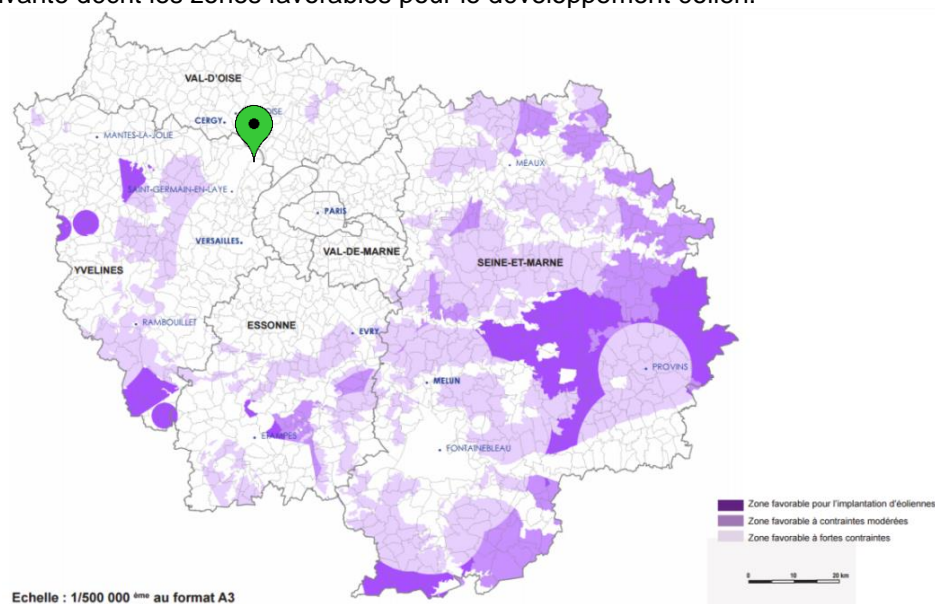 VAL-D'OISE
CERGY
MANTES-LA-JOLIE
MEAUX
SAINT-GERMAIN-EN-LAYE
PARIS
VERSAILLES
VAL-DE-MARNE
SEINE-ET-MARNE
YVELINES
RAMBOUILLET
ESSONNE
EVRY
PROVINS
MELUN
ETAMPES
FONTAINEBLEAU
Zone favorable pour l'implantation d'éoliennes
Zone favorable à contraintes modérées
Zone favorable à fortes contraintes
0 10 20 km
Echelle : 1/500 000 ème au format A3